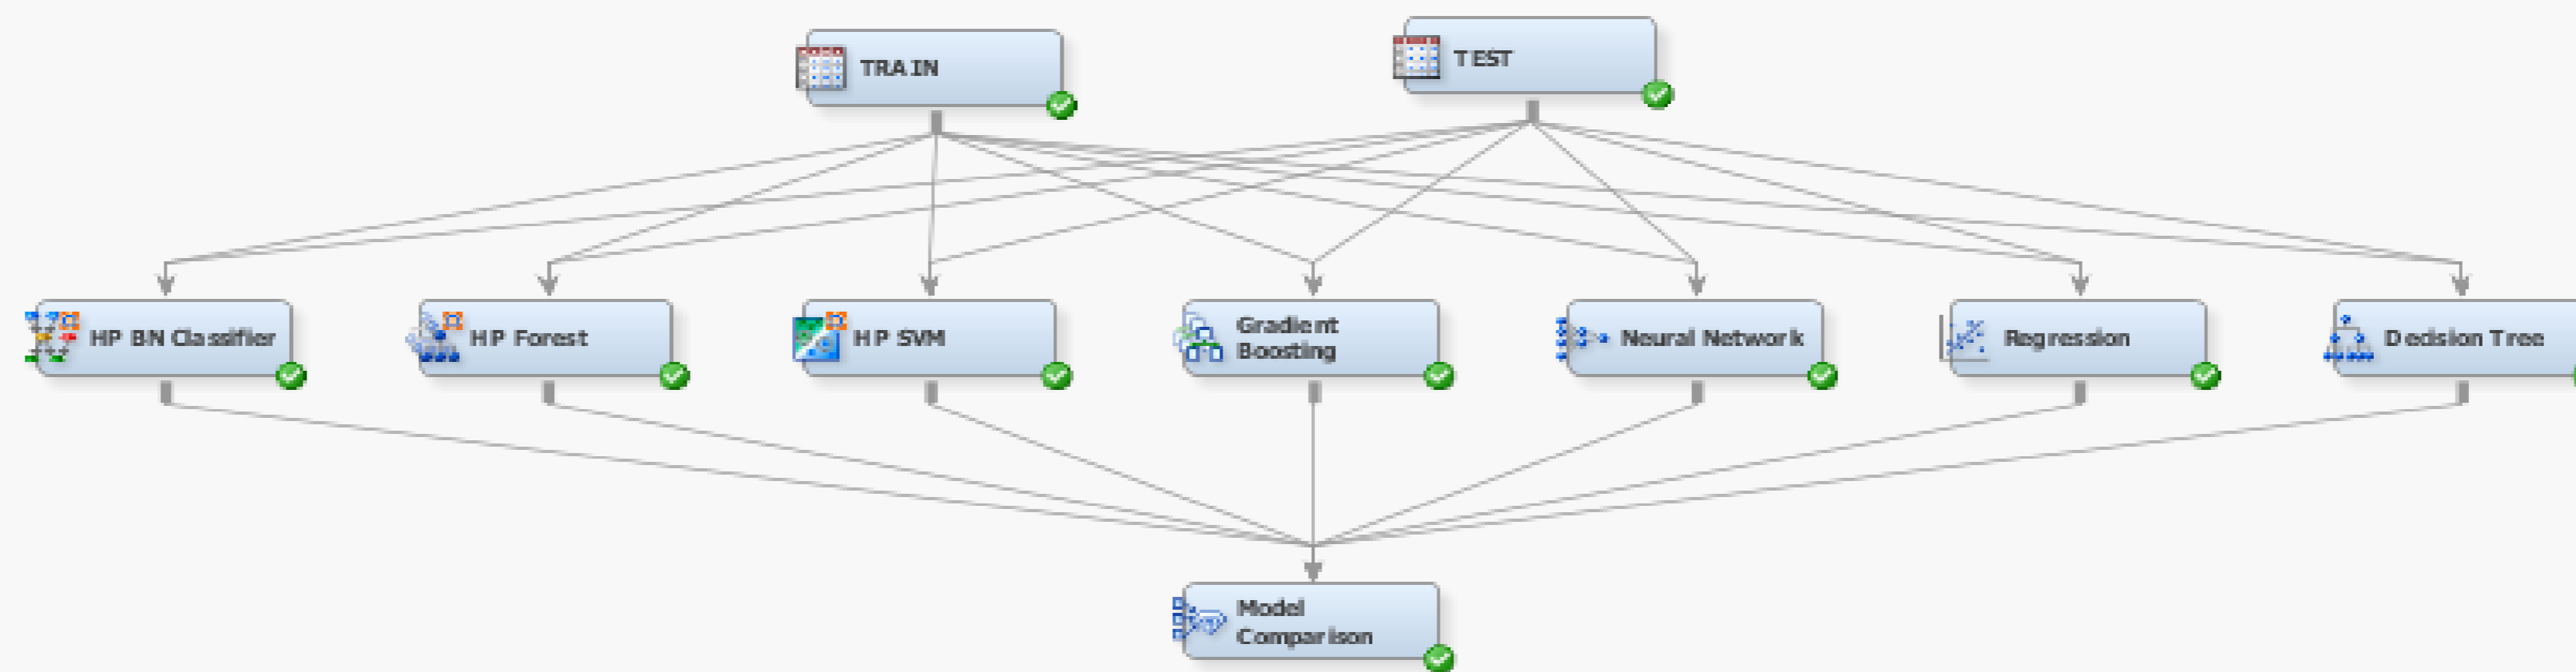 TRAIN
TEST
HP BN Classifier
HP Forest
HP SVM
Gradient
Boosting
Neural Network
Regression
Decision Tree
Model
Comparison